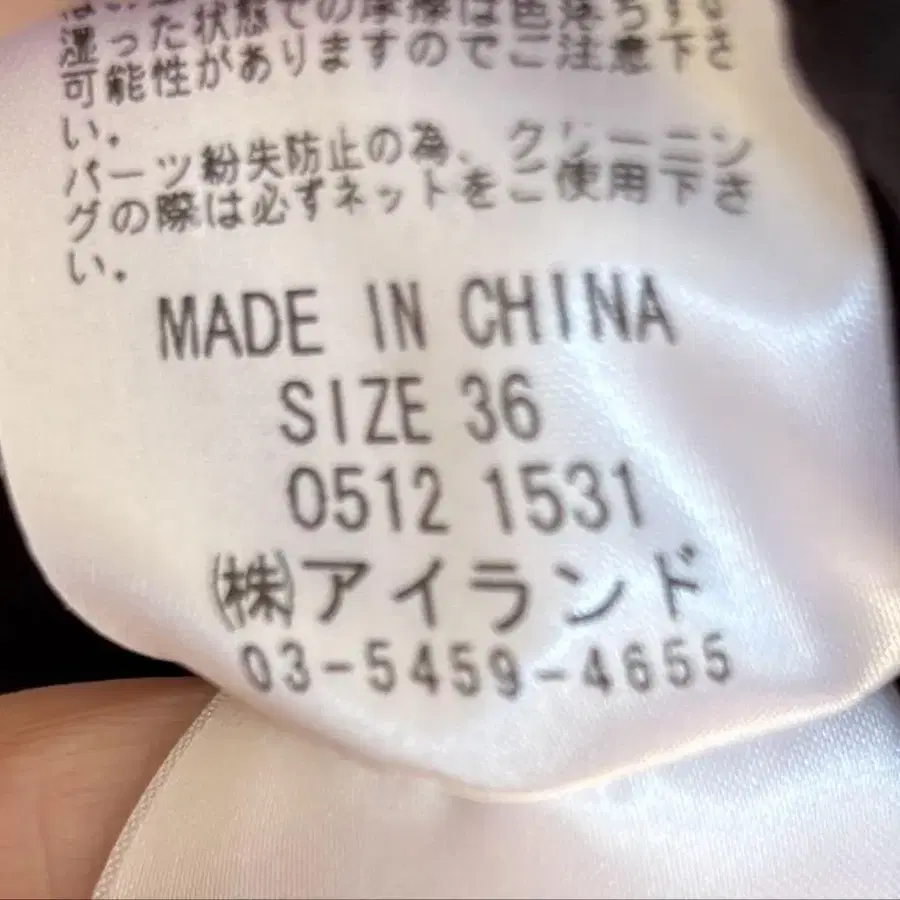 湿った状態での摩擦は色落ちする
可能性がありますのでご注意下さ
い。
パーツ紛失防止の為、クリーニン
グの際は必ずネットをご使用下さ
い。
MADE IN CHINA
SIZE 36
0512 1531
㈱アイランド
03-5459-4655